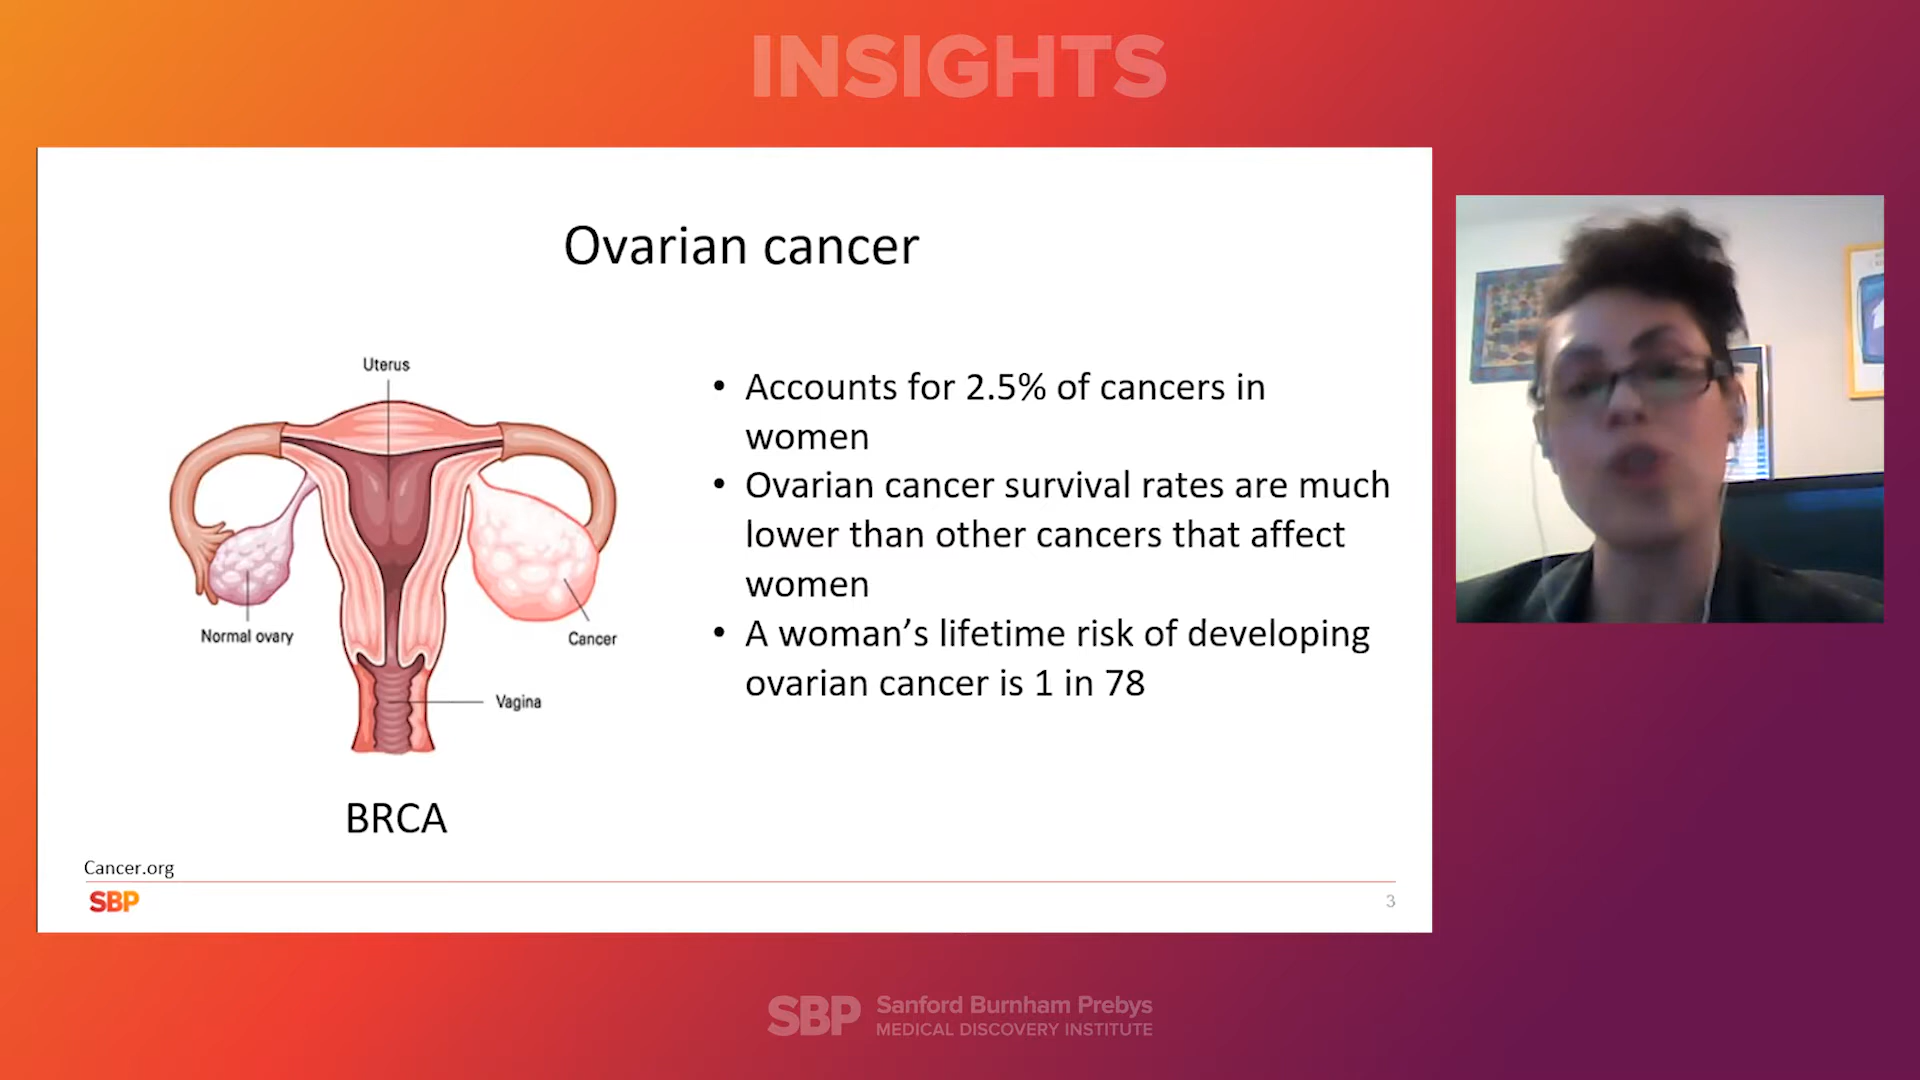 INSIGHTS
Ovarian cancer
Uterus
Normal ovary
Cancer
Vagina
BRCA
• Accounts for 2.5% of cancers in
women
• Ovarian cancer survival rates are much
lower than other cancers that affect
women
• A woman’s lifetime risk of developing
ovarian cancer is 1 in 78
Cancer.org
SBP
3
SBP Sanford Burnham Prebys
MEDICAL DISCOVERY INSTITUTE